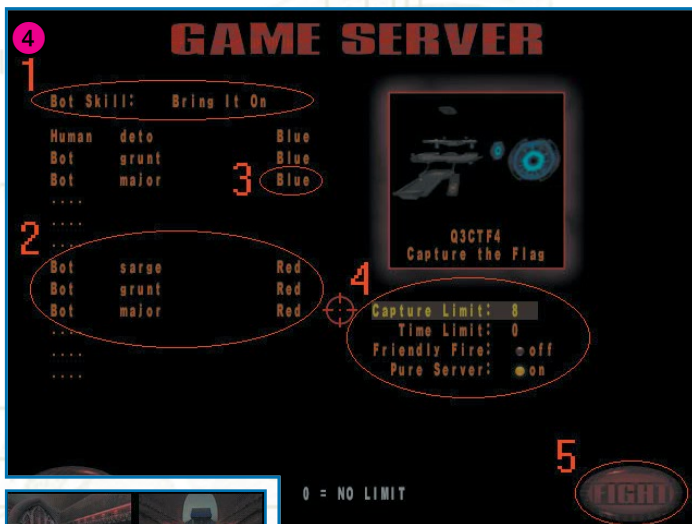 4
GAME SERVER
1
Bot Skill: Bring It On
Human deto Blue
Bot grunt Blue
Bot major Blue
3
....
....
2
....
Bot sarge Red
Bot grunt Red
Bot major Red
....
....
....
Q3CTF4
Capture the Flag
4
Capture Limit: 8
Time Limit: 0
Friendly Fire: off
Pure Server: on
5
FIGHT
0 = NO LIMIT